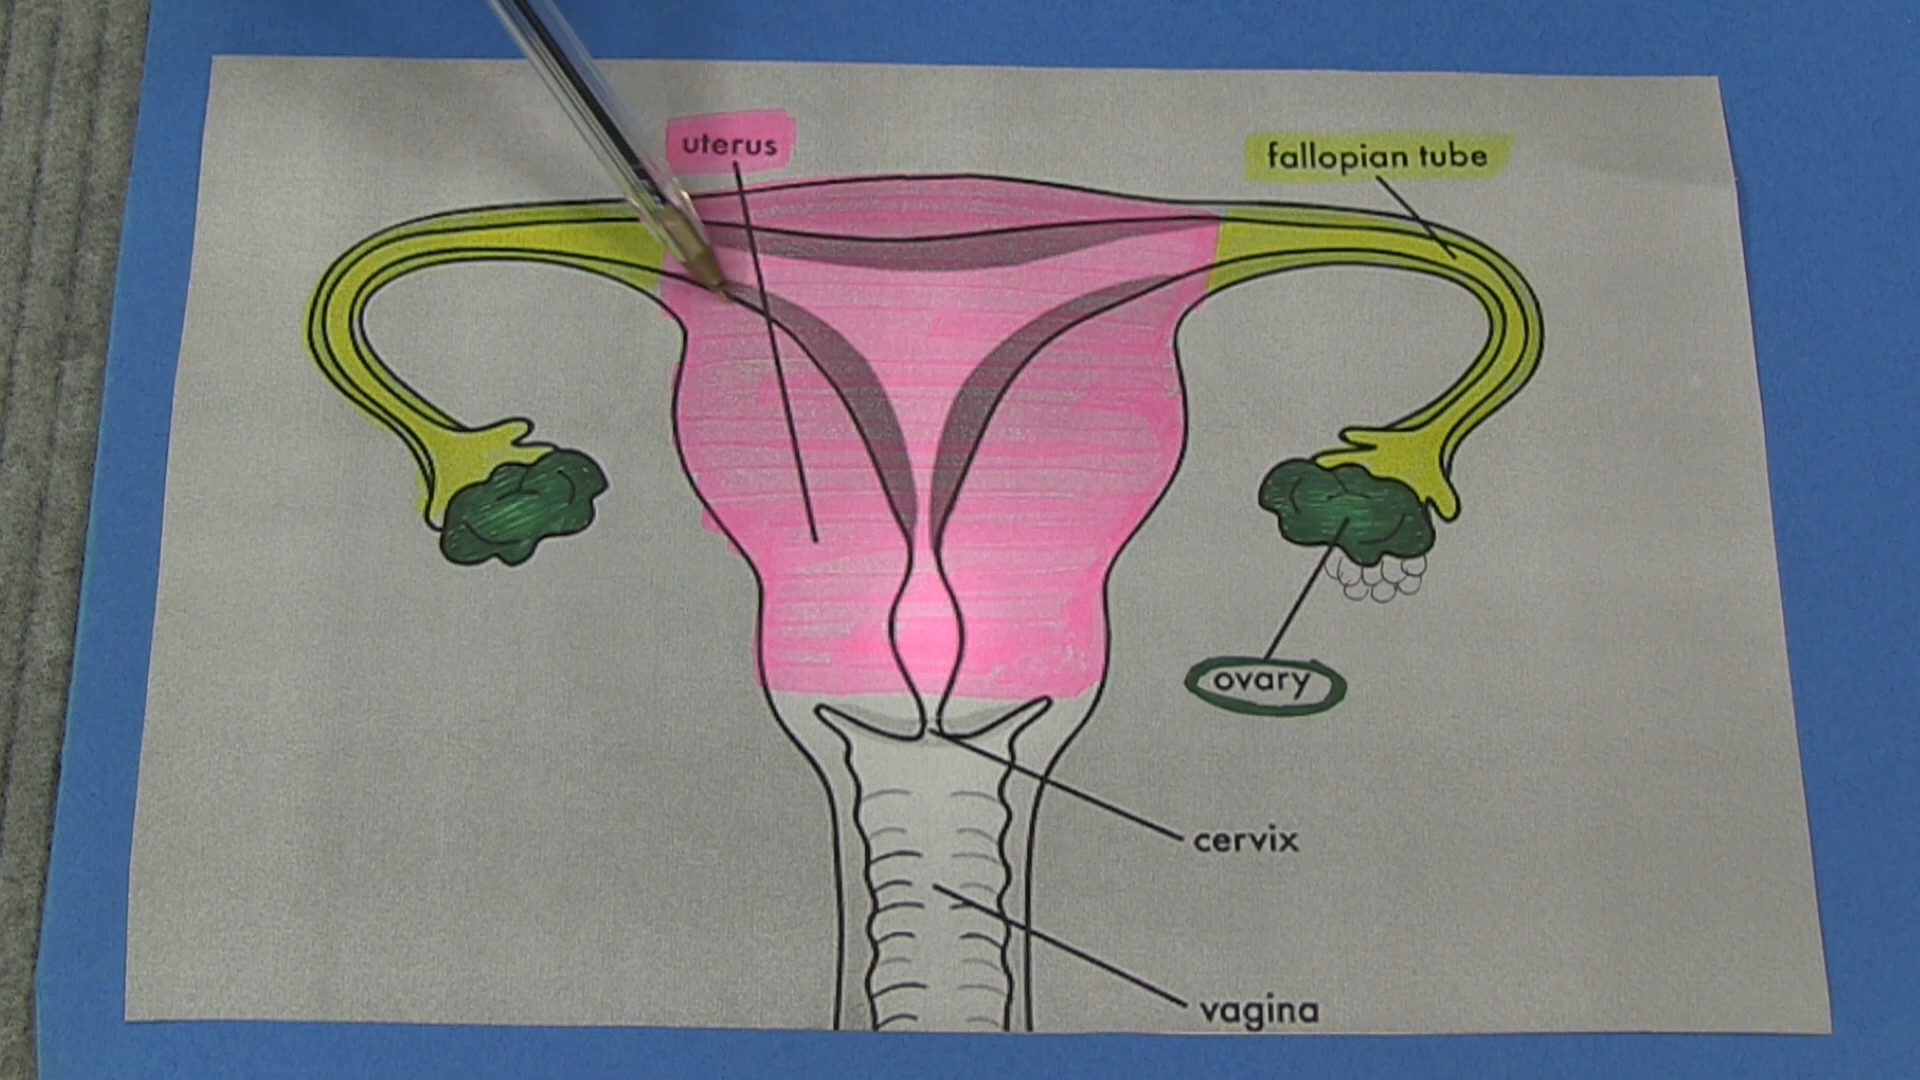 uterus
fallopian tube
ovary
cervix
vagina